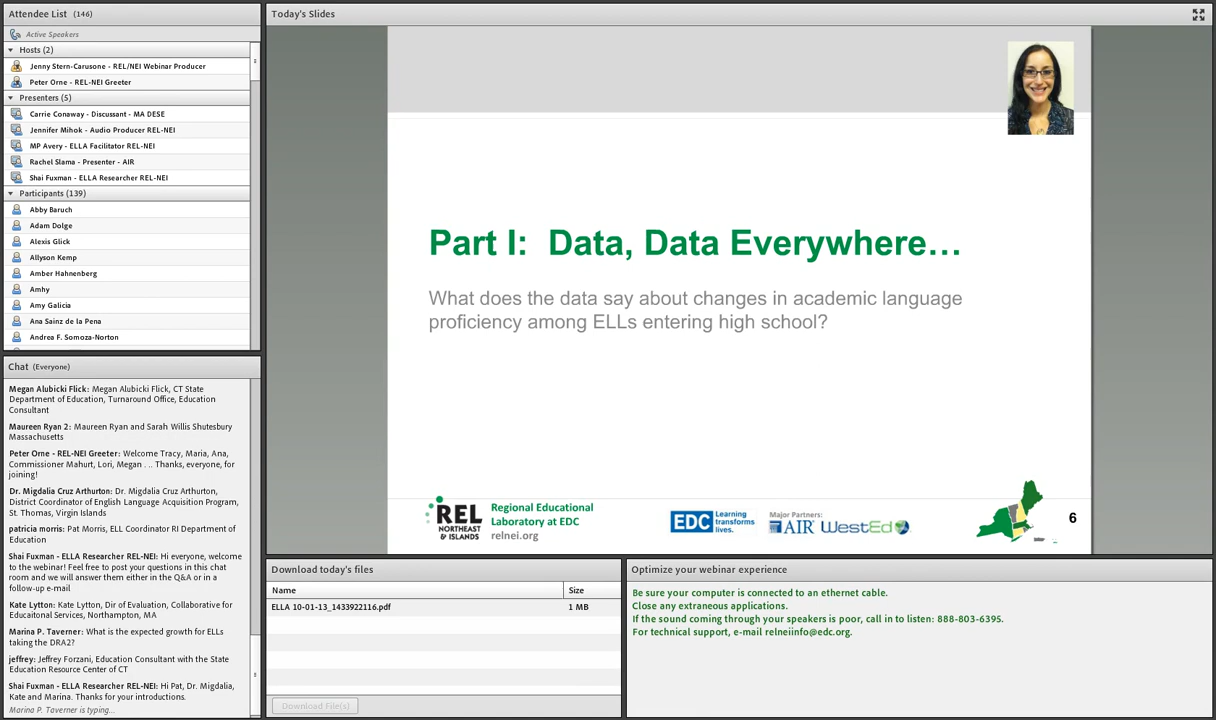 Attendee List (146)
Active Speakers
Hosts (2)
Jenny Stern-Carusone - REL/NEI Webinar Producer
Peter Orne - REL-NEI Greeter
Presenters (5)
Carrie Conaway - Discussant - MA DESE
Jennifer Mihok - Audio Producer REL-NEI
MP Avery - ELLA Facilitator REL-NEI
Rachel Slama - Presenter - AIR
Shai Fuxman - ELLA Researcher REL-NEI
Participants (139)
Abby Baruch
Adam Dolge
Alexis Glick
Allyson Kemp
Amber Hahnenberg
Amhy
Amy Galicia
Ana Sainz de la Pena
Andrea F. Somoza-Norton
Chat (Everyone)
Megan Alubicki Flick: Megan Alubicki Flick, CT State
Department of Education, Turnaround Office, Education
Consultant
Maureen Ryan 2: Maureen Ryan and Sarah Willis Shutesbury
Massachusetts
Peter Orne - REL-NEI Greeter: Welcome Tracy, Maria, Ana,
Commissioner Mahurt, Lori, Megan . .. Thanks, everyone, for
joining!
Dr. Migdalia Cruz Arthurton: Dr. Migdalia Cruz Arthurton,
District Coordinator of English Language Acquisition Program,
St. Thomas, Virgin Islands
patricia morris: Pat Morris, ELL Coordinator RI Department of
Education
Shai Fuxman - ELLA Researcher REL-NEI: Hi everyone, welcome
to the webinar! Feel free to post your questions in this chat
room and we will answer them either in the Q&A or in a
follow-up e-mail
Kate Lytton: Kate Lytton, Dir of Evaluation, Collaborative for
Educaitonal Services, Northampton, MA
Marina P. Taverner: What is the expected growth for ELLs
taking the DRA2?
jeffrey: Jeffrey Forzani, Education Consultant with the State
Education Resource Center of CT
Shai Fuxman - ELLA Researcher REL-NEI: Hi Pat, Dr. Migdalia,
Kate and Marina. Thanks for your introductions.
Marina P. Taverner is typing...
Today's Slides
Part I: Data, Data Everywhere…
What does the data say about changes in academic language
proficiency among ELLs entering high school?
REL
NORTHEAST
& ISLANDS
Regional Educational
Laboratory at EDC
relnei.org
EDC Learning
transforms
lives.
Major Partners:
AIR WestEd
6
Download today's files
Name Size
ELLA 10-01-13_1433922116.pdf 1 MB
Download File(s)
Optimize your webinar experience
Be sure your computer is connected to an ethernet cable.
Close any extraneous applications.
If the sound coming through your speakers is poor, call in to listen: 888-803-6395.
For technical support, e-mail relneiinfo@edc.org.